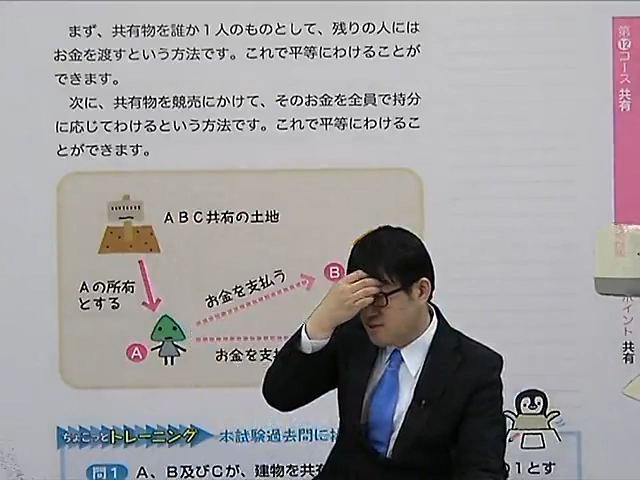 まず、共有物を誰か1人のものとして、残りの人には
お金を渡すという方法です。これで平等にわけることが
できます。
次に、共有物を競売にかけて、そのお金を全員で持分
に応じてわけるという方法です。これで平等にわけるこ
とができます。
ABC共有の土地
Aの所有
とする
お金を支払う
B
A
お金を支
ちょこっとトレーニング 本試験過去問に
問1 A、B及びCが、建物を共
の1とす
第12コース 共有
ポイント 共有